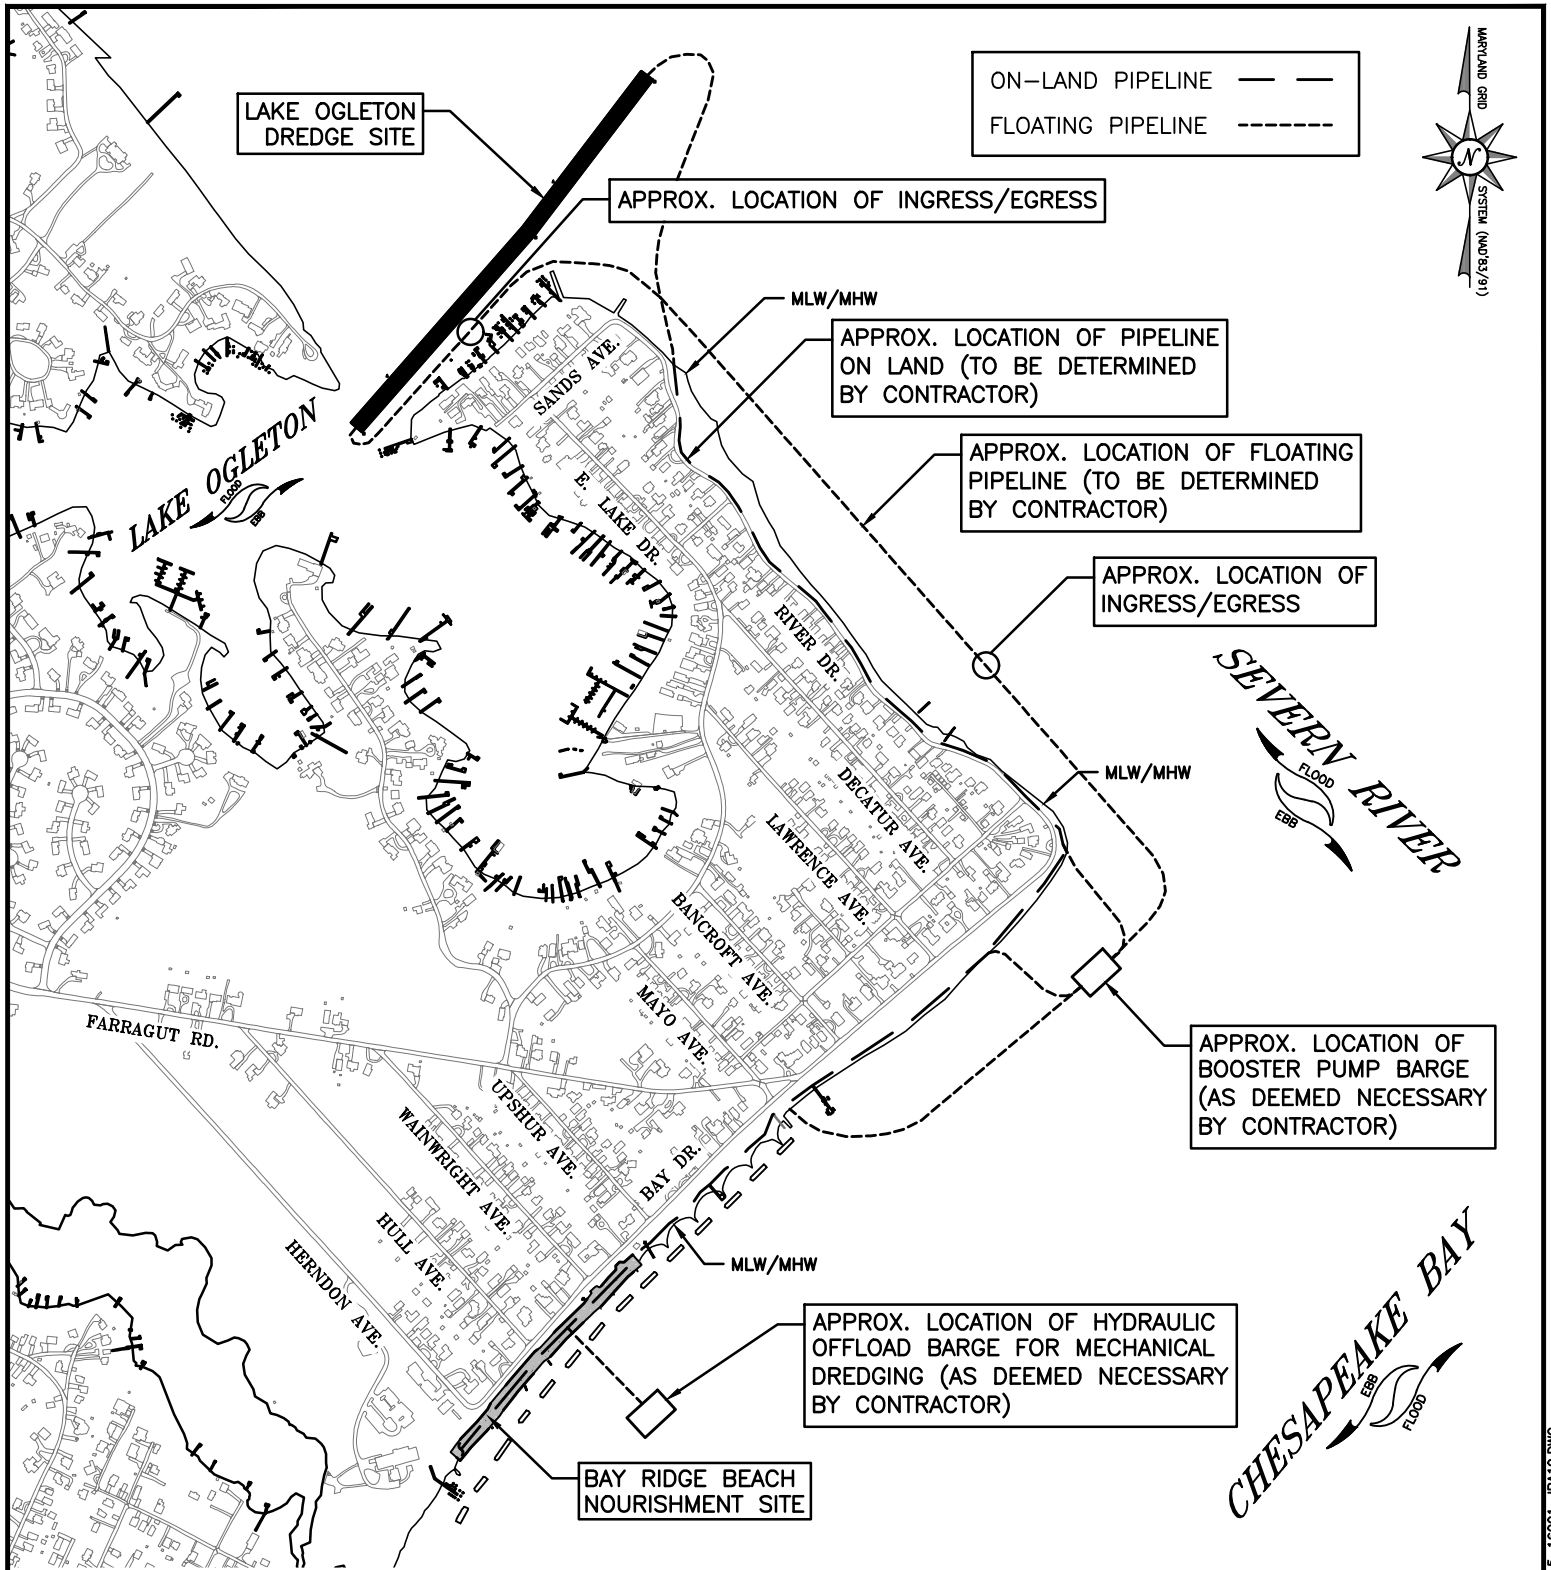 LAKE OGLETON
DREDGE SITE
ON-LAND PIPELINE
FLOATING PIPELINE
MARYLAND GRID
N
SYSTEM (NAD'83/91)
APPROX. LOCATION OF INGRESS/EGRESS
MLW/MHW
APPROX. LOCATION OF PIPELINE
ON LAND (TO BE DETERMINED
BY CONTRACTOR)
SANDS AVE.
LAKE OGLETON
FLOOD
EBB
APPROX. LOCATION OF FLOATING
PIPELINE (TO BE DETERMINED
BY CONTRACTOR)
E. LAKE DR.
APPROX. LOCATION OF
INGRESS/EGRESS
RIVER DR.
SEVERN RIVER
FLOOD
EBB
MLW/MHW
DECATUR AVE.
LAWRENCE AVE.
BANCROFT AVE.
MAYO AVE.
FARRAGUT RD.
APPROX. LOCATION OF
BOOSTER PUMP BARGE
(AS DEEMED NECESSARY
BY CONTRACTOR)
UPSHUR AVE.
WAINWRIGHT AVE.
BAY DR.
HULL AVE.
HERNDON AVE.
MLW/MHW
APPROX. LOCATION OF HYDRAULIC
OFFLOAD BARGE FOR MECHANICAL
DREDGING (AS DEEMED NECESSARY
BY CONTRACTOR)
CHESAPEAKE BAY
EBB
FLOOD
BAY RIDGE BEACH
NOURISHMENT SITE